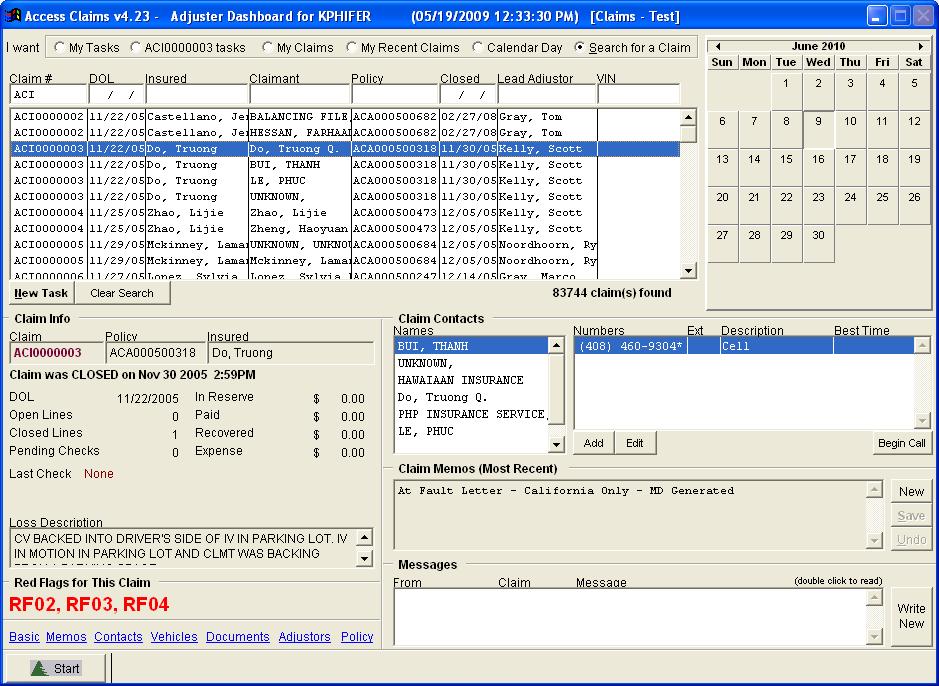 Access Claims v4.23 - Adjuster Dashboard for KPHIFER (05/19/2009 12:33:30 PM) [Claims - Test]
I want My Tasks ACI0000003 tasks My Claims My Recent Claims Calendar Day Search for a Claim
Claim # DOL Insured Claimant Policy Closed Lead Adjustor VIN
ACI / / / /
ACI0000002 11/22/05 Castellano, Je BALANCING FILE ACA000500682 02/27/08 Gray, Tom
ACI0000002 11/22/05 Castellano, Je HESSAN, FARHAA ACA000500682 02/27/08 Gray, Tom
ACI0000003 11/22/05 Do, Truong Do, Truong Q. ACA000500318 11/30/05 Kelly, Scott
ACI0000003 11/22/05 Do, Truong BUI, THANH ACA000500318 11/30/05 Kelly, Scott
ACI0000003 11/22/05 Do, Truong LE, PHUC ACA000500318 11/30/05 Kelly, Scott
ACI0000003 11/22/05 Do, Truong UNKNOWN, ACA000500318 11/30/05 Kelly, Scott
ACI0000004 11/25/05 Zhao, Lijie Zhao, Lijie ACA000500473 12/05/05 Kelly, Scott
ACI0000004 11/25/05 Zhao, Lijie Zheng, Haoyuan ACA000500473 12/05/05 Kelly, Scott
ACI0000005 11/29/05 Mckinney, Lama UNKNOWN, UNKNO ACA000500684 12/05/05 Noordhoorn, Ry
ACI0000005 11/29/05 Mckinney, Lama Mckinney, Lama ACA000500684 12/05/05 Noordhoorn, Ry
ACI0000006 11/27/05 Lopez, Sylvia Lopez, Sylvia ACA000500247 12/14/05 Gray, Marco
New Task Clear Search 83744 claim(s) found
June 2010
Sun Mon Tue Wed Thu Fri Sat
1 2 3 4 5
6 7 8 9 10 11 12
13 14 15 16 17 18 19
20 21 22 23 24 25 26
27 28 29 30
Claim Info
Claim Policy Insured
ACI0000003 ACA000500318 Do, Truong
Claim was CLOSED on Nov 30 2005 2:59PM
DOL 11/22/2005 In Reserve $ 0.00
Open Lines 0 Paid $ 0.00
Closed Lines 1 Recovered $ 0.00
Pending Checks 0 Expense $ 0.00
Last Check None
Loss Description
CV BACKED INTO DRIVER'S SIDE OF IV IN PARKING LOT. IV
IN MOTION IN PARKING LOT AND CLMT WAS BACKING
Red Flags for This Claim
RF02, RF03, RF04
Basic Memos Contacts Vehicles Documents Adjustors Policy
Claim Contacts
Names Numbers Ext Description Best Time
BUI, THANH (408) 460-9304* Cell
UNKNOWN,
HAWAIAAN INSURANCE
Do, Truong Q.
PHP INSURANCE SERVICE,
LE, PHUC
Add Edit Begin Call
Claim Memos (Most Recent)
At Fault Letter - California Only - MD Generated
New
Save
Undo
Messages
From Claim Message (double click to read)
Write
New
Start